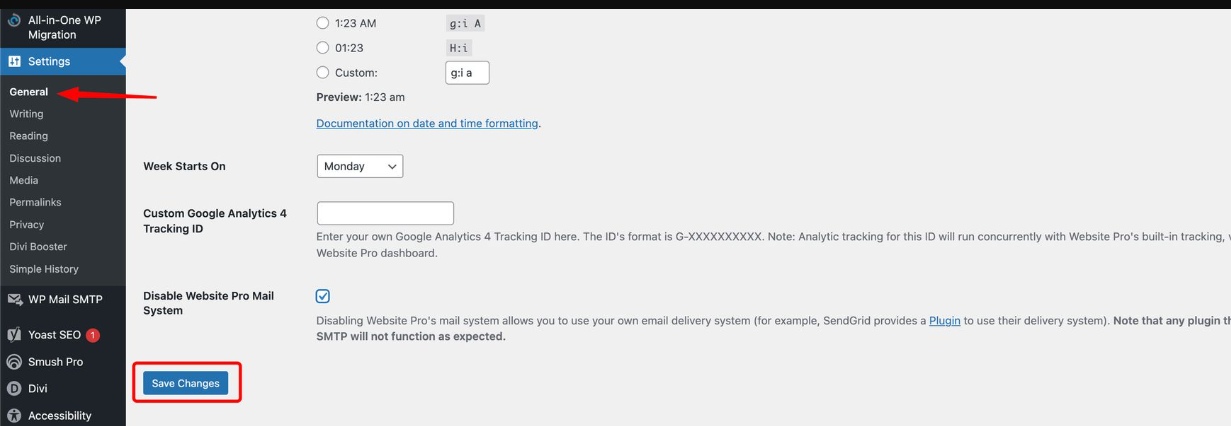 All-in-One WP
Migration
Settings
General
Writing
Reading
Discussion
Media
Permalinks
Privacy
Divi Booster
Simple History
WP Mail SMTP
Yoast SEO 1
Smush Pro
Divi
Accessibility
1:23 AM g:i A
01:23 H:i
Custom: g:i a
Preview: 1:23 am
Documentation on date and time formatting.
Week Starts On Monday
Custom Google Analytics 4
Tracking ID
Enter your own Google Analytics 4 Tracking ID here. The ID's format is G-XXXXXXXXXX. Note: Analytic tracking for this ID will run concurrently with Website Pro's built-in tracking,
Website Pro dashboard.
Disable Website Pro Mail
System
Disabling Website Pro's mail system allows you to use your own email delivery system (for example, SendGrid provides a Plugin to use their delivery system). Note that any plugin
SMTP will not function as expected.
Save Changes